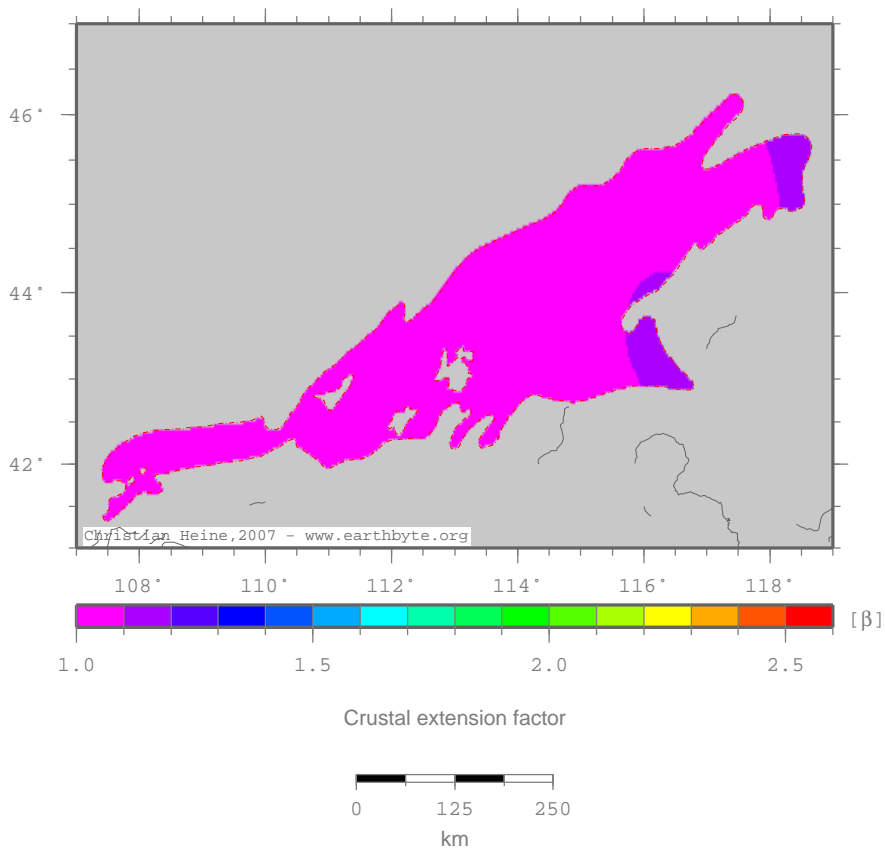 46°
44°
42°
Christian Heine,2007 - www.earthbyte.org
108° 110° 112° 114° 116° 118°
[β]
1.0 1.5 2.0 2.5
Crustal extension factor
0 125 250
km